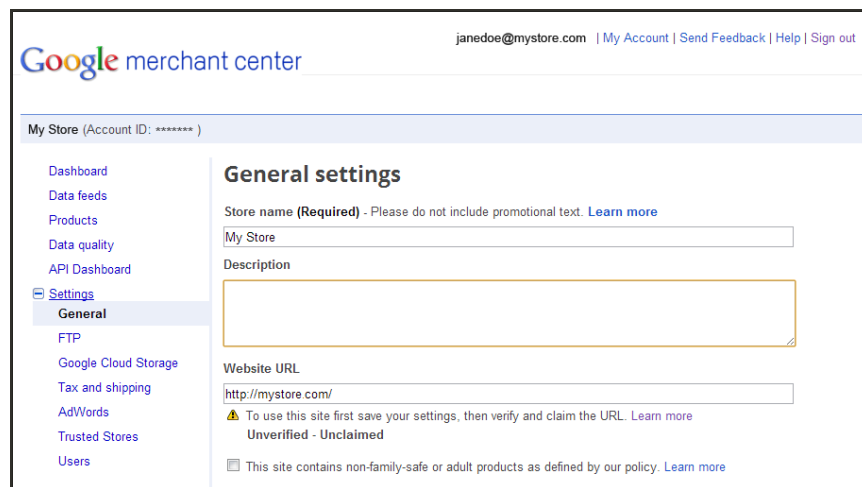 janedoe@mystore.com | My Account | Send Feedback | Help | Sign out
Google merchant center
My Store (Account ID: ******* )
Dashboard
Data feeds
Products
Data quality
API Dashboard
Settings
General
FTP
Google Cloud Storage
Tax and shipping
AdWords
Trusted Stores
Users
General settings
Store name (Required) - Please do not include promotional text. Learn more
My Store
Description
Website URL
http://mystore.com/
To use this site first save your settings, then verify and claim the URL. Learn more
Unverified - Unclaimed
This site contains non-family-safe or adult products as defined by our policy. Learn more